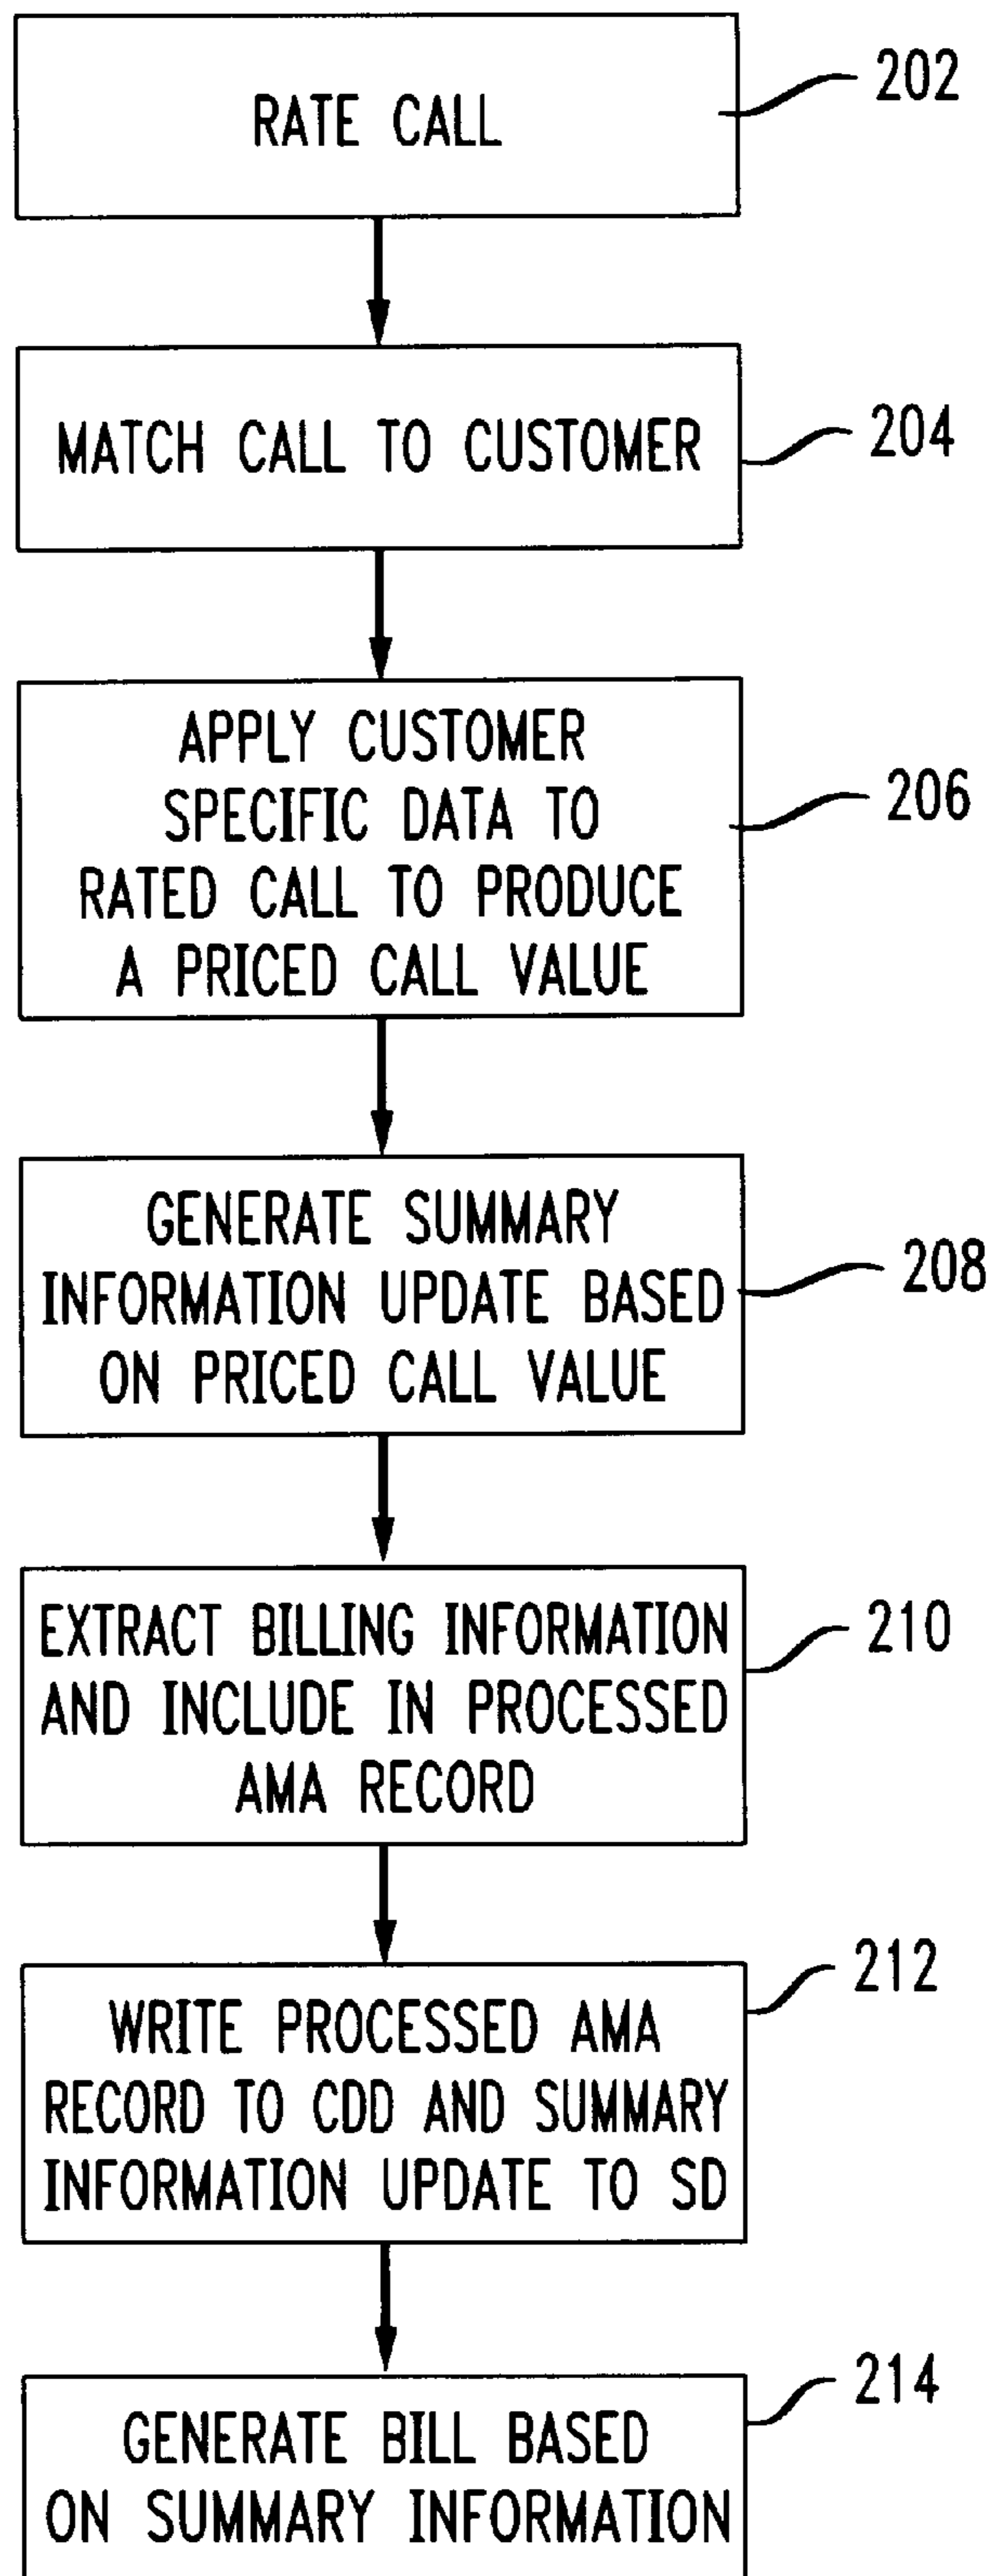 RATE CALL
202
MATCH CALL TO CUSTOMER
204
APPLY CUSTOMER
SPECIFIC DATA TO
RATED CALL TO PRODUCE
A PRICED CALL VALUE
206
GENERATE SUMMARY
INFORMATION UPDATE BASED
ON PRICED CALL VALUE
208
EXTRACT BILLING INFORMATION
AND INCLUDE IN PROCESSED
AMA RECORD
210
WRITE PROCESSED AMA
RECORD TO CDD AND SUMMARY
INFORMATION UPDATE TO SD
212
GENERATE BILL BASED
ON SUMMARY INFORMATION
214